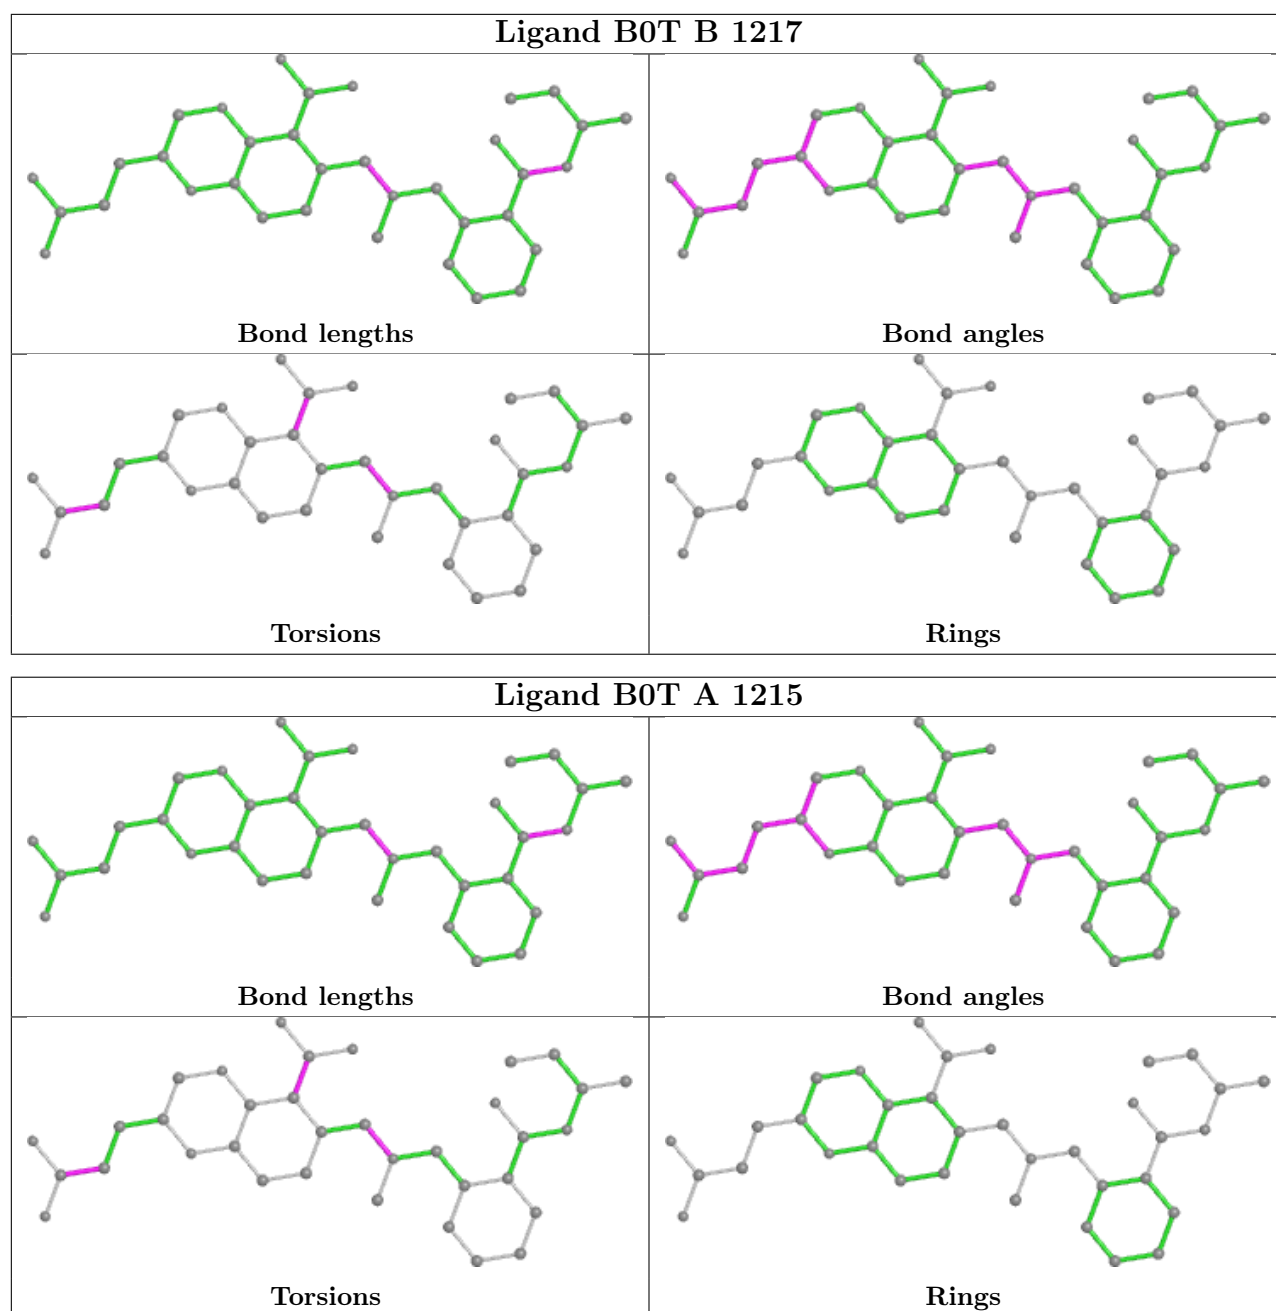 Ligand B0T B 1217
Bond lengths
Bond angles
Torsions
Rings
Ligand B0T A 1215
Bond lengths
Bond angles
Torsions
Rings